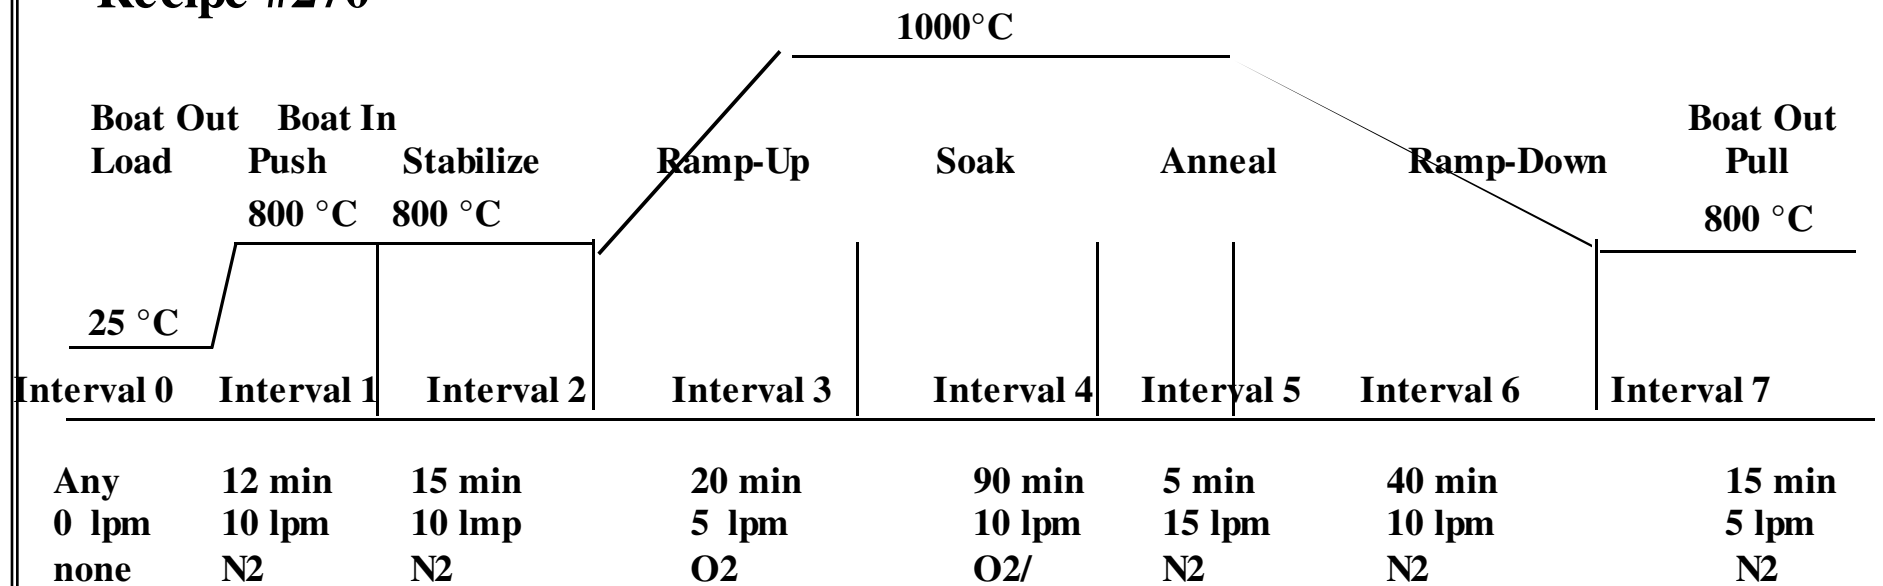 Recipe #270
1000°C
Boat Out Boat In Boat Out
Load Push Stabilize Ramp-Up Soak Anneal Ramp-Down Pull
800 °C 800 °C 800 °C
25 °C
Interval 0 Interval 1 Interval 2 Interval 3 Interval 4 Interval 5 Interval 6 Interval 7
Any 12 min 15 min 20 min 90 min 5 min 40 min 15 min
0 lpm 10 lpm 10 lmp 5 lpm 10 lpm 15 lpm 10 lpm 5 lpm
none N2 N2 O2 O2/ N2 N2 N2